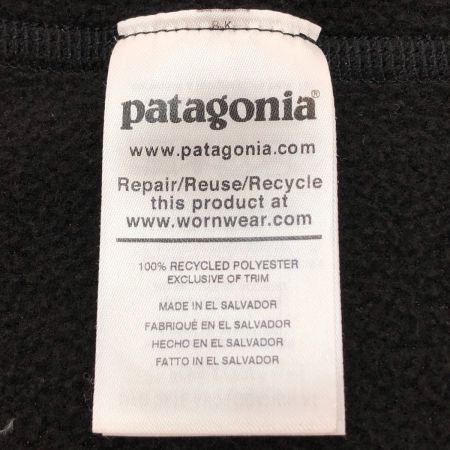 patagonia®
www.patagonia.com
Repair/Reuse/Recycle
this product at
www.wornwear.com
100% RECYCLED POLYESTER
EXCLUSIVE OF TRIM
MADE IN EL SALVADOR
FABRIQUÉ EN EL SALVADOR
HECHO EN EL SALVADOR
FATTO IN EL SALVADOR